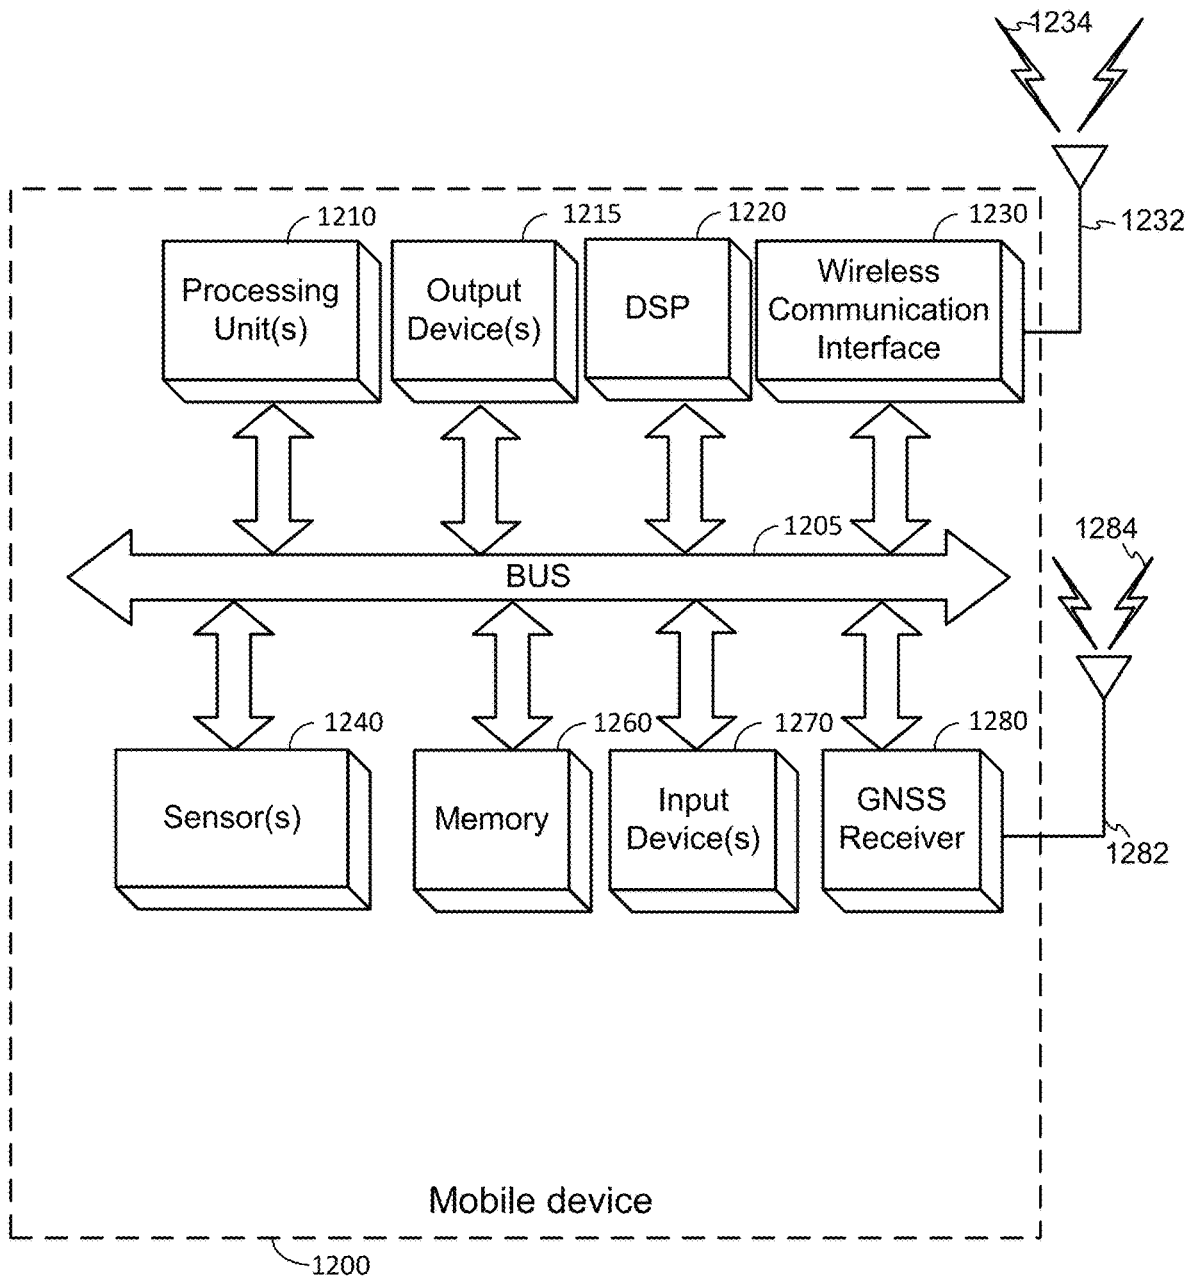 1234
1232
1210
1215
1220
1230
Processing
Unit(s)
Output
Device(s)
DSP
Wireless
Communication
Interface
1205
BUS
1284
1282
1240
1260
1270
1280
Sensor(s)
Memory
Input
Device(s)
GNSS
Receiver
Mobile device
1200